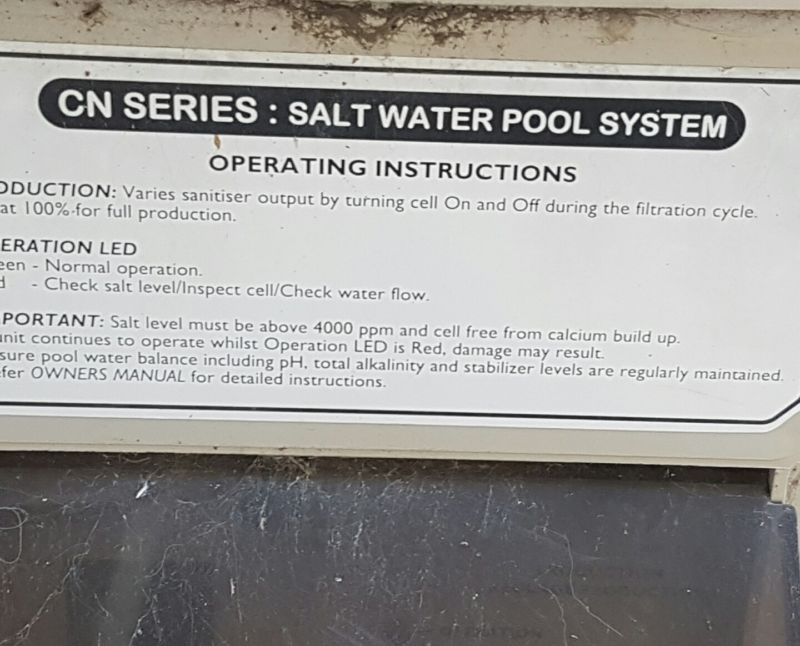 CN SERIES : SALT WATER POOL SYSTEM
OPERATING INSTRUCTIONS
ODUCTION: Varies sanitiser output by turning cell On and Off during the filtration cycle.
at 100% for full production.
ERATION LED
een - Normal operation.
d - Check salt level/Inspect cell/Check water flow.
PORTANT: Salt level must be above 4000 ppm and cell free from calcium build up.
unit continues to operate whilst Operation LED is Red, damage may result.
sure pool water balance including pH, total alkalinity and stabilizer levels are regularly maintained.
fer OWNERS MANUAL for detailed instructions.